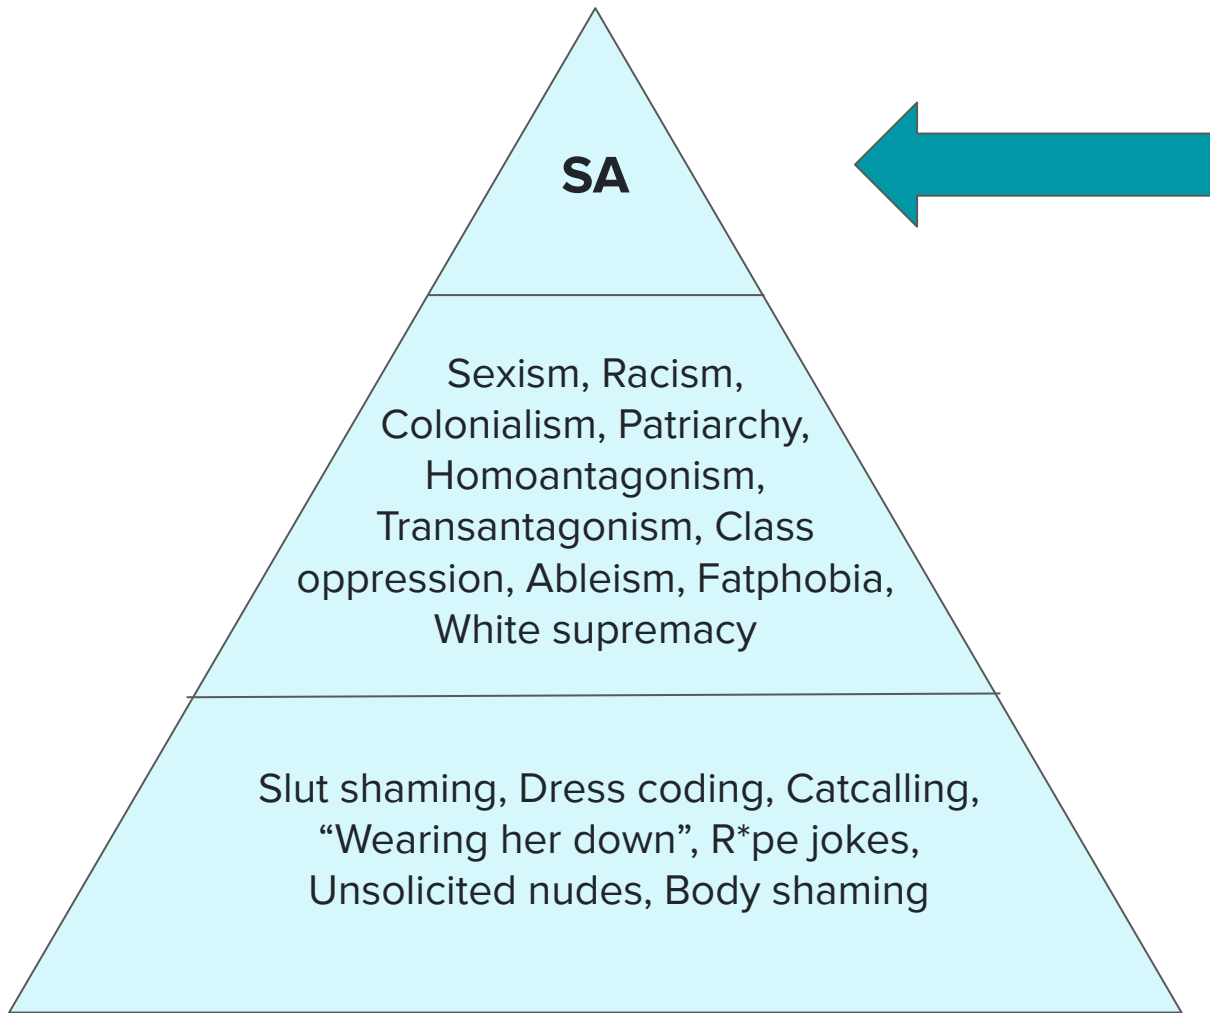 SA
Sexism, Racism,
Colonialism, Patriarchy,
Homoantagonism,
Transantagonism, Class
oppression, Ableism, Fatphobia,
White supremacy
Slut shaming, Dress coding, Catcalling,
“Wearing her down”, R*pe jokes,
Unsolicited nudes, Body shaming